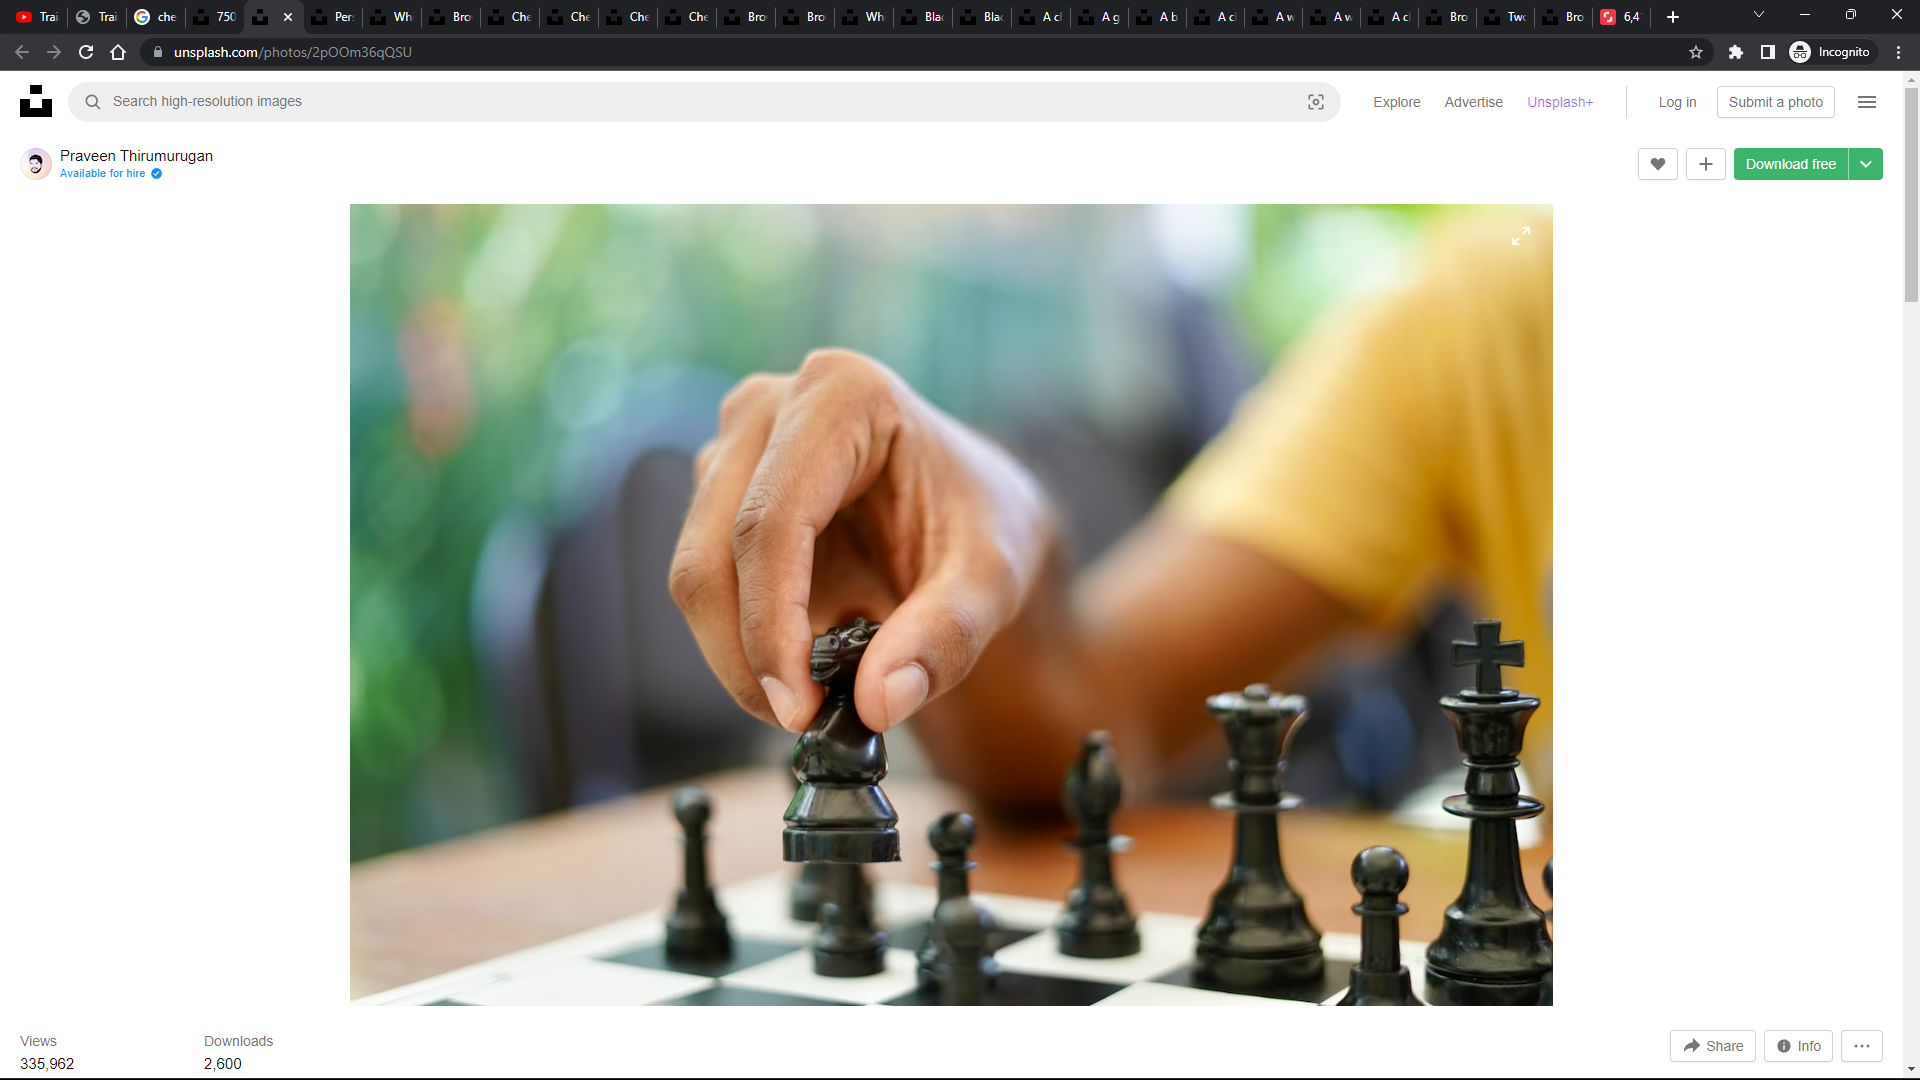 Trai
Trai
che
750
Per
Whi
Bro
Che
Che
Che
Che
Bro
Bro
Whi
Blac
Blac
A cl
A g
A b
A cl
A w
A w
A cl
Bro
Two
Bro
6,4
unsplash.com/photos/2pOOm36qQSU
Incognito
Search high-resolution images
Explore
Advertise
Unsplash+
Log in
Submit a photo
Praveen Thirumurugan
Available for hire
Download free
Views
Downloads
335,962
2,600
Share
Info